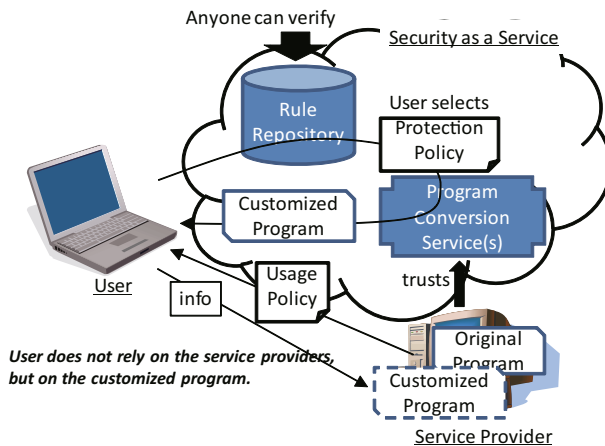 Anyone can verify
Security as a Service
Rule
Repository
User selects
Protection
Policy
Customized
Program
Program
Conversion
Service(s)
User
Usage
Policy
info
trusts
Original
Program
User does not rely on the service providers,
but on the customized program.
Customized
Program
Service Provider